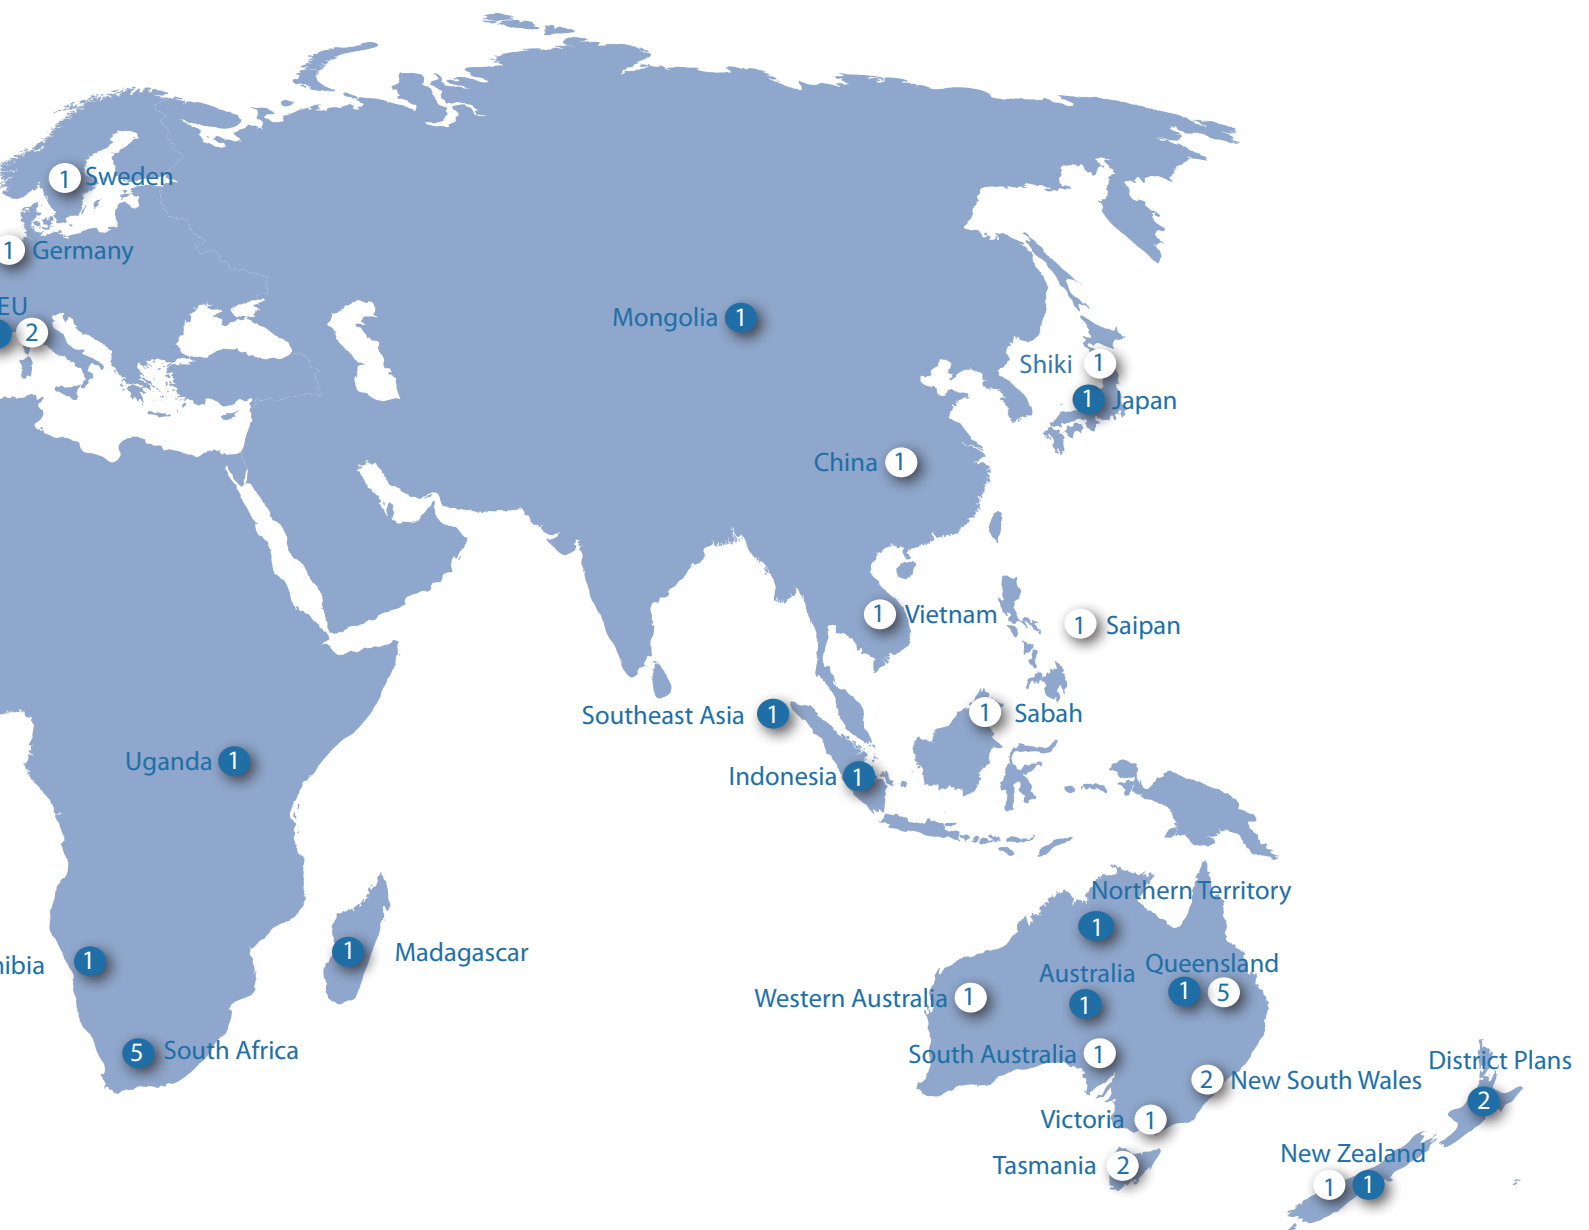 1 Sweden
1 Germany
EU
2
Mongolia 1
Shiki 1
1 Japan
China 1
1 Vietnam
1 Saipan
Southeast Asia 1
1 Sabah
Uganda 1
Indonesia 1
Northern Territory
1
1 Madagascar
ibia 1
Australia
1
Queensland
1 5
Western Australia 1
5 South Africa
South Australia 1
District Plans
2
2 New South Wales
Victoria 1
Tasmania 2
New Zealand
1 1